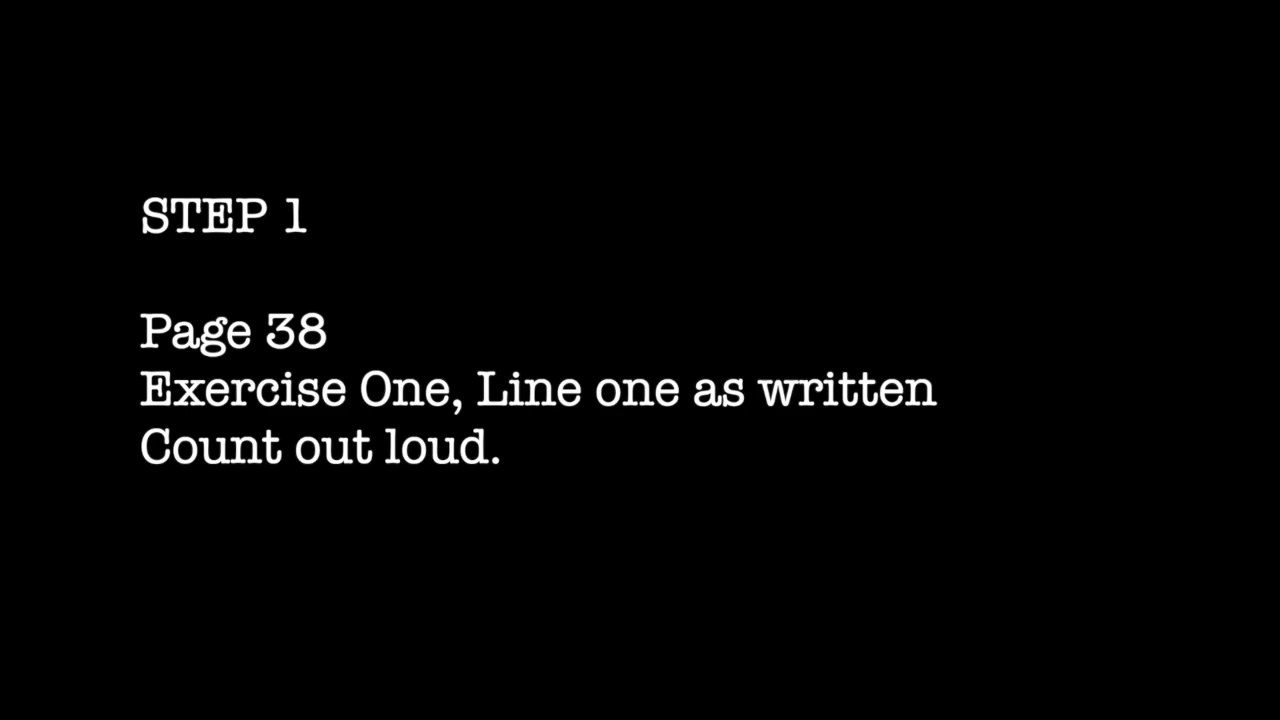 STEP 1
Page 38
Exercise One, Line one as written
Count out loud.